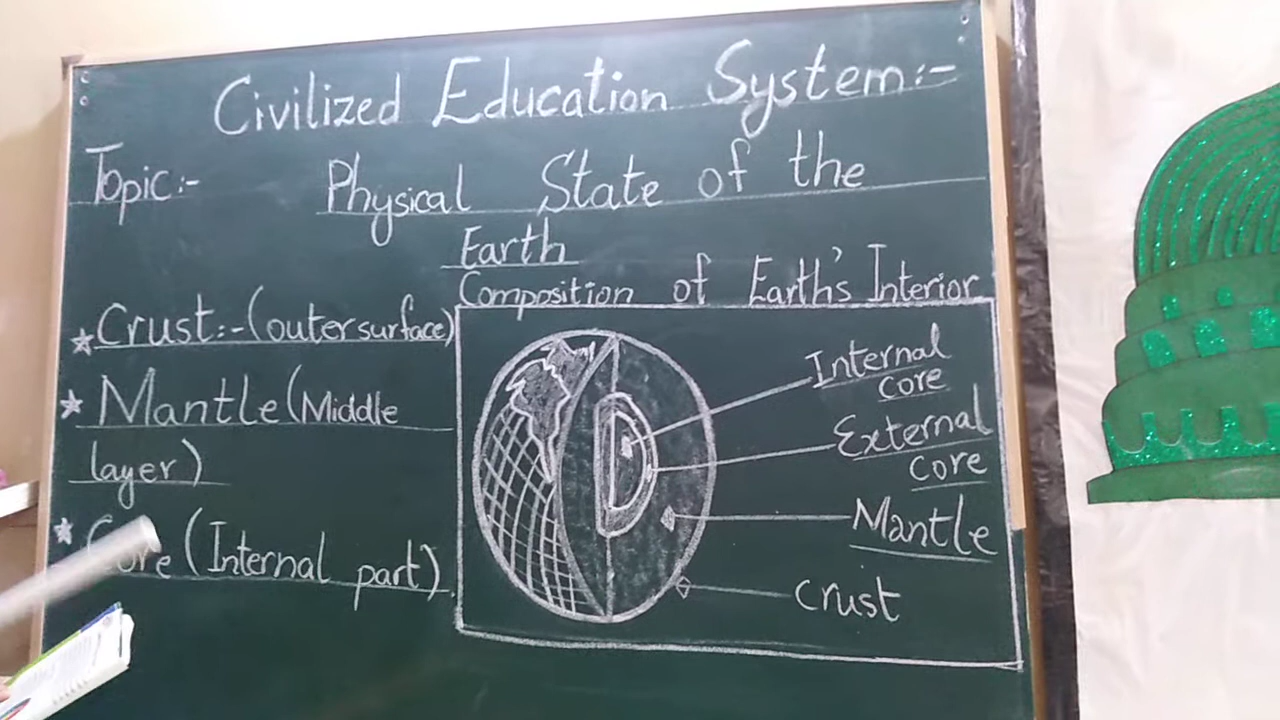 Civilized Education System:-
Topic:- Physical State of the
Earth
Composition of Earth's Interior
Crust:-(outer surface)
Mantle (Middle
layer)
Core (Internal part).
Internal
core
External
core
Mantle
Crust